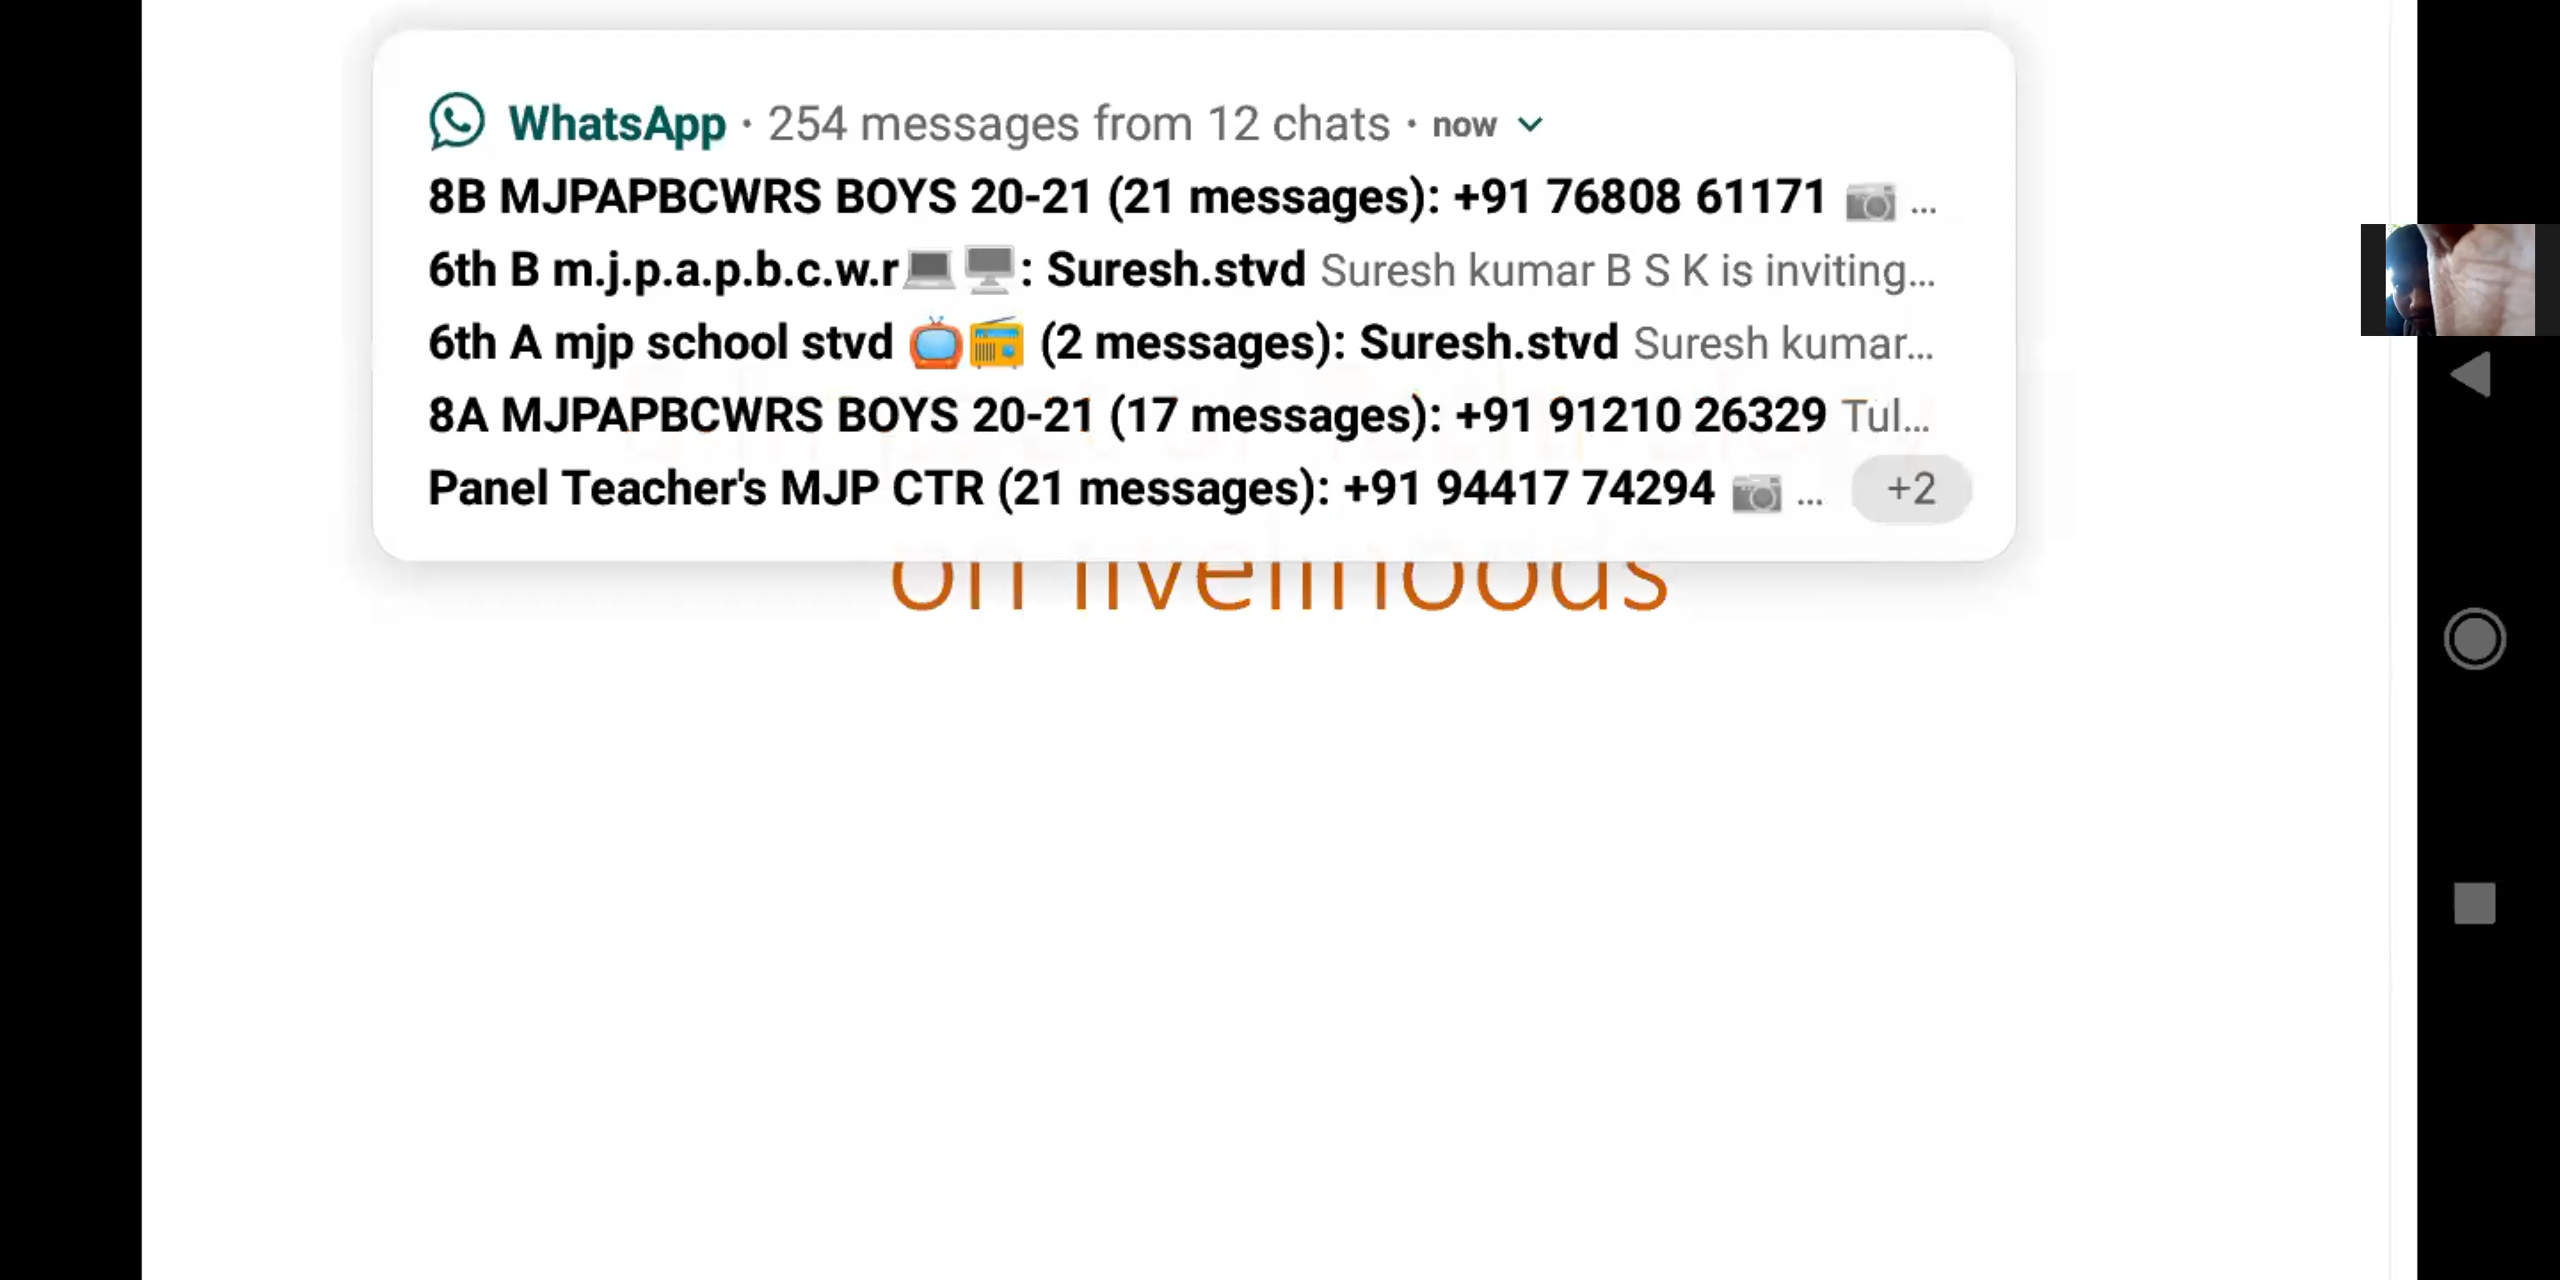 WhatsApp · 254 messages from 12 chats · now
8B MJPAPBCWRS BOYS 20-21 (21 messages): +91 76808 61171 📷 ...
6th B m.j.p.a.p.b.c.w.r💻🖥️: Suresh.stvd Suresh kumar B S K is inviting...
6th A mjp school stvd 📺📻 (2 messages): Suresh.stvd Suresh kumar...
8A MJPAPBCWRS BOYS 20-21 (17 messages): +91 91210 26329 Tul...
Panel Teacher's MJP CTR (21 messages): +91 94417 74294 📷 ... +2
on livelihoods